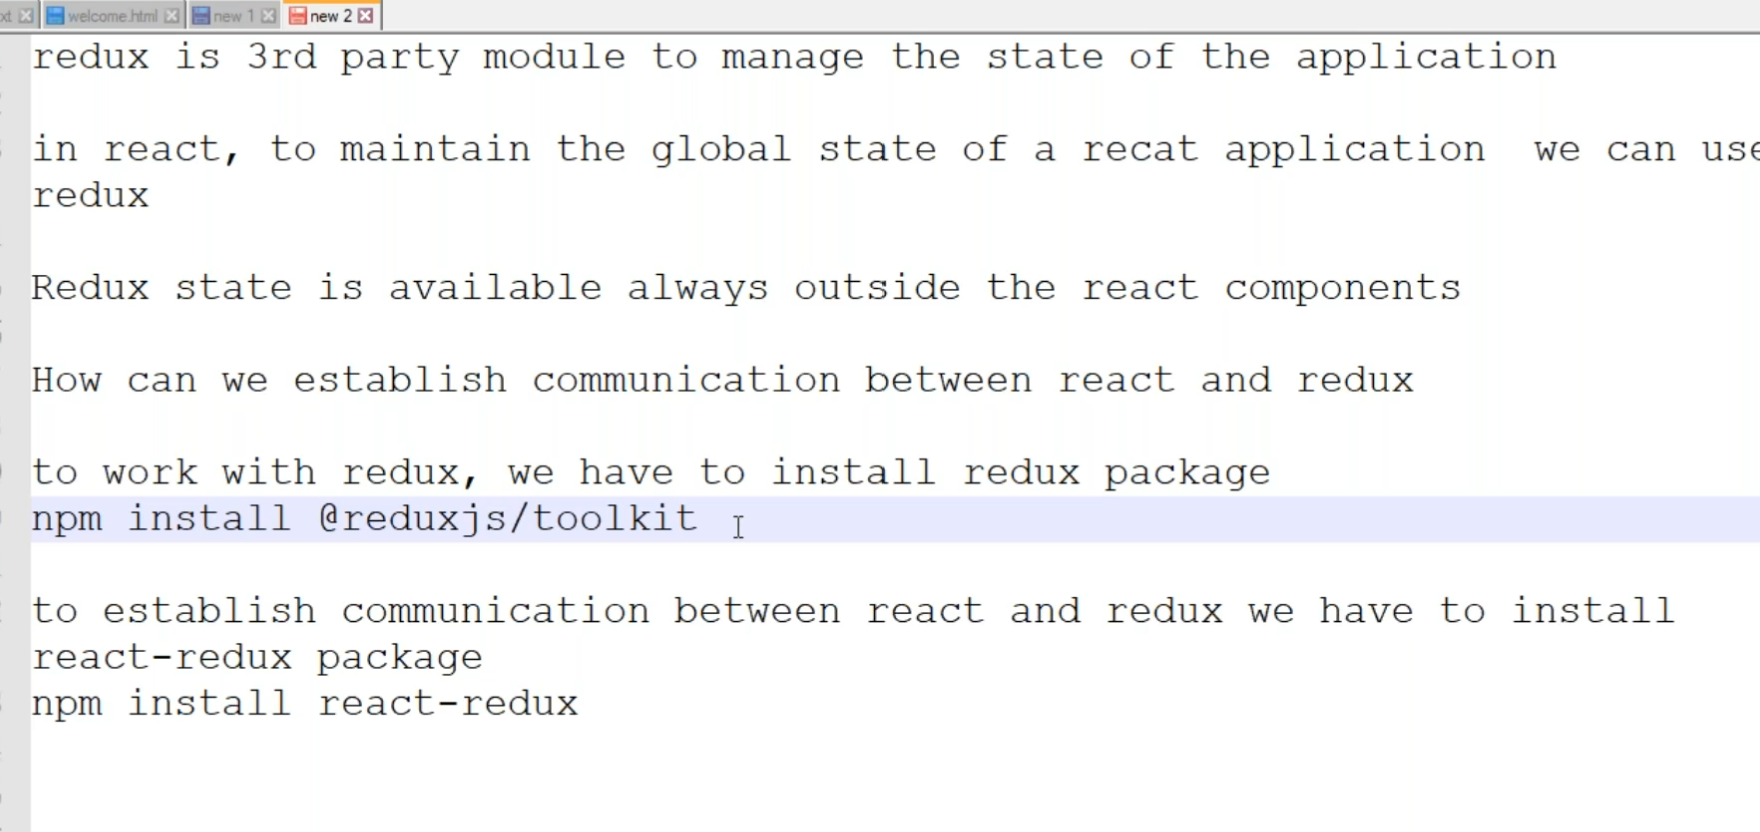 xt welcome.html new 1 new 2
redux is 3rd party module to manage the state of the application
in react, to maintain the global state of a recat application we can use
redux
Redux state is available always outside the react components
How can we establish communication between react and redux
to work with redux, we have to install redux package
npm install @reduxjs/toolkit
to establish communication between react and redux we have to install
react-redux package
npm install react-redux